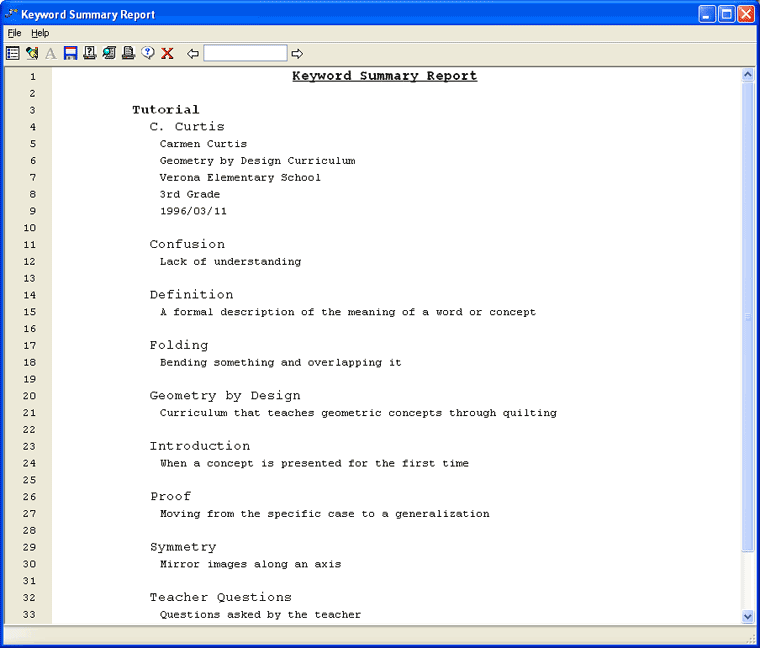 Keyword Summary Report
File Help
1 Keyword Summary Report
2
3 Tutorial
4 C. Curtis
5 Carmen Curtis
6 Geometry by Design Curriculum
7 Verona Elementary School
8 3rd Grade
9 1996/03/11
10
11 Confusion
12 Lack of understanding
13
14 Definition
15 A formal description of the meaning of a word or concept
16
17 Folding
18 Bending something and overlapping it
19
20 Geometry by Design
21 Curriculum that teaches geometric concepts through quilting
22
23 Introduction
24 When a concept is presented for the first time
25
26 Proof
27 Moving from the specific case to a generalization
28
29 Symmetry
30 Mirror images along an axis
31
32 Teacher Questions
33 Questions asked by the teacher